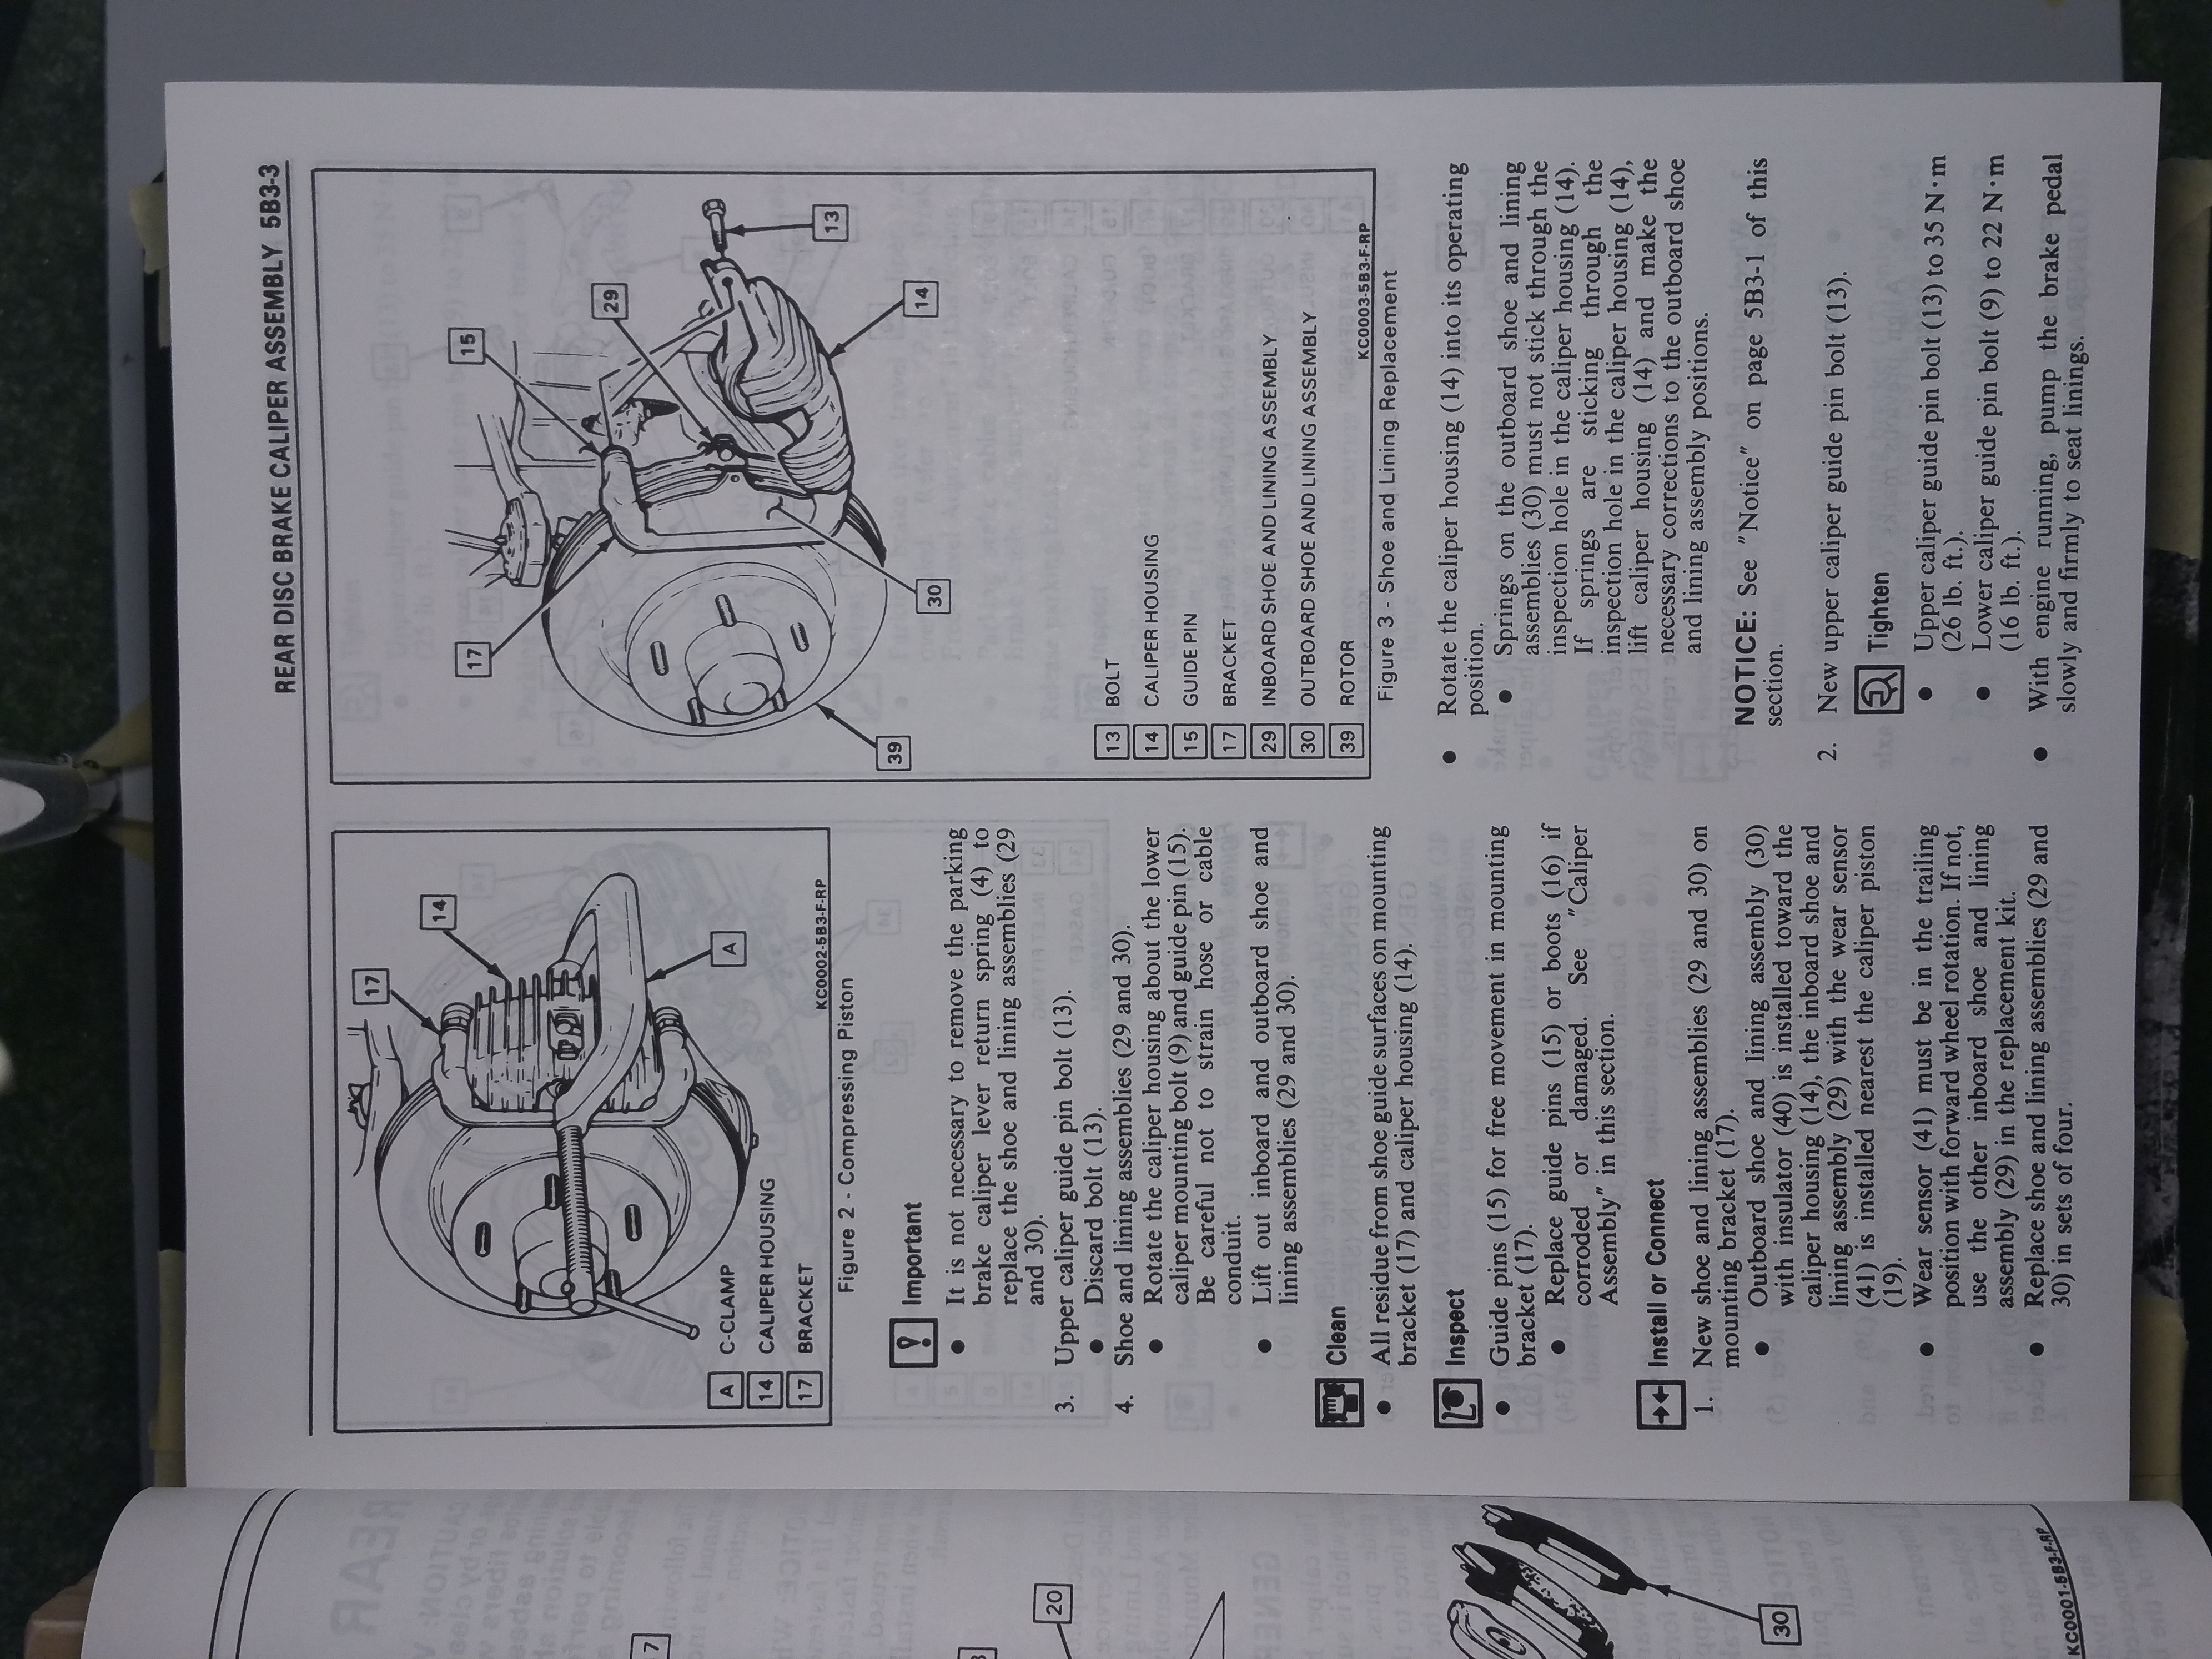 REAR DISC BRAKE CALIPER ASSEMBLY 5B3-3
17
14
A
A C-CLAMP
14 CALIPER HOUSING
17 BRACKET
KC0002-5B3-F-RP
Figure 2 - Compressing Piston
Important
● It is not necessary to remove the parking
brake caliper lever return spring (4) to
replace the shoe and lining assemblies (29
and 30).
3. Upper caliper guide pin bolt (13).
● Discard bolt (13).
4. Shoe and lining assemblies (29 and 30).
● Rotate the caliper housing about the lower
caliper mounting bolt (9) and guide pin (15).
Be careful not to strain hose or cable
conduit.
● Lift out inboard and outboard shoe and
lining assemblies (29 and 30).
Clean
● All residue from shoe guide surfaces on mounting
bracket (17) and caliper housing (14).
Inspect
● Guide pins (15) for free movement in mounting
bracket (17).
● Replace guide pins (15) or boots (16) if
corroded or damaged. See "Caliper
Assembly" in this section.
Install or Connect
1. New shoe and lining assemblies (29 and 30) on
mounting bracket (17).
● Outboard shoe and lining assembly (30)
with insulator (40) is installed toward the
caliper housing (14), the inboard shoe and
lining assembly (29) with the wear sensor
(41) is installed nearest the caliper piston
(19).
● Wear sensor (41) must be in the trailing
position with forward wheel rotation. If not,
use the other inboard shoe and lining
assembly (29) in the replacement kit.
● Replace shoe and lining assemblies (29 and
30) in sets of four.
15
29
13
17
14
30
39
13 BOLT
14 CALIPER HOUSING
15 GUIDE PIN
17 BRACKET
29 INBOARD SHOE AND LINING ASSEMBLY
30 OUTBOARD SHOE AND LINING ASSEMBLY
39 ROTOR
KC0003-5B3-F-RP
Figure 3 - Shoe and Lining Replacement
● Rotate the caliper housing (14) into its operating
position.
● Springs on the outboard shoe and lining
assemblies (30) must not stick through the
inspection hole in the caliper housing (14).
If springs are sticking through the
inspection hole in the caliper housing (14),
lift caliper housing (14) and make the
necessary corrections to the outboard shoe
and lining assembly positions.
NOTICE: See "Notice" on page 5B3-1 of this
section.
2. New upper caliper guide pin bolt (13).
Tighten
● Upper caliper guide pin bolt (13) to 35 N·m
(26 lb. ft.).
● Lower caliper guide pin bolt (9) to 22 N·m
(16 lb. ft.).
● With engine running, pump the brake pedal
slowly and firmly to seat linings.
7
20
30
KC0001-5B3-F-RP